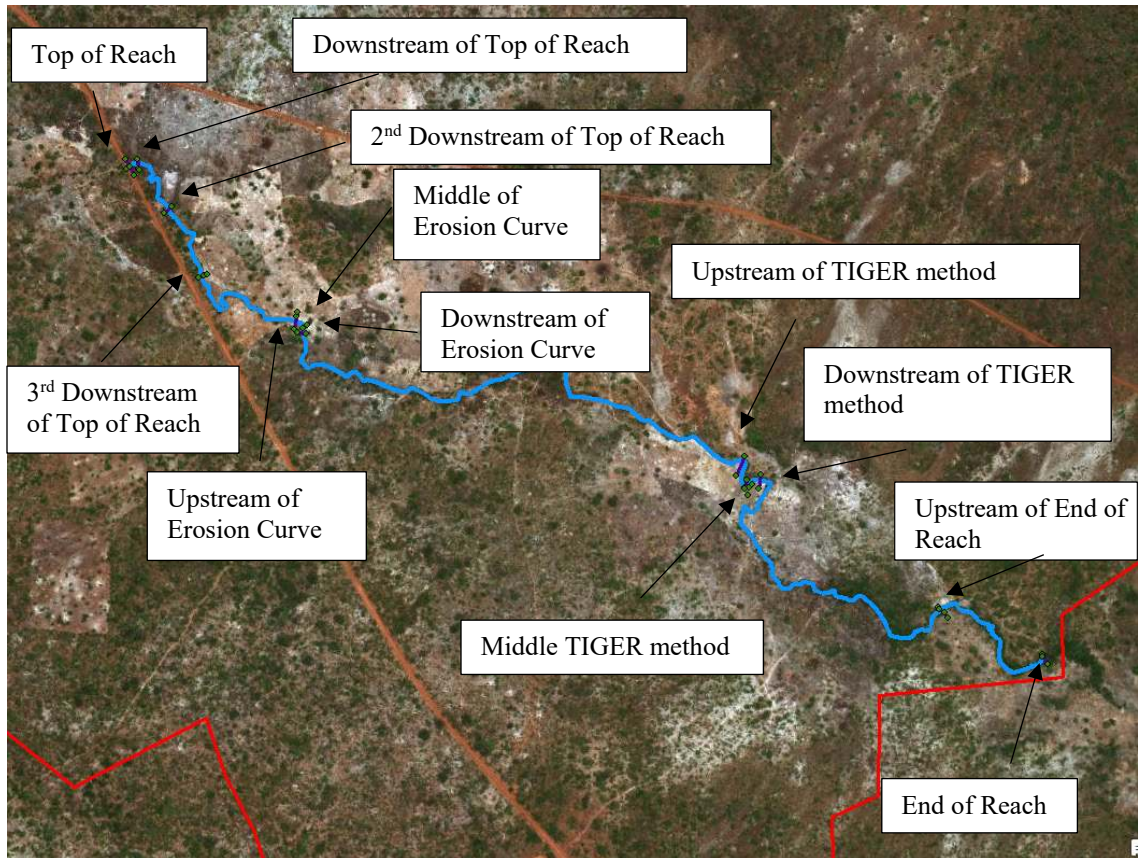 Top of Reach
Downstream of Top of Reach
2nd Downstream of Top of Reach
Middle of
Erosion Curve
Upstream of TIGER method
Downstream of
Erosion Curve
Downstream of TIGER
method
3rd Downstream
of Top of Reach
Upstream of
Erosion Curve
Upstream of End of
Reach
Middle TIGER method
End of Reach